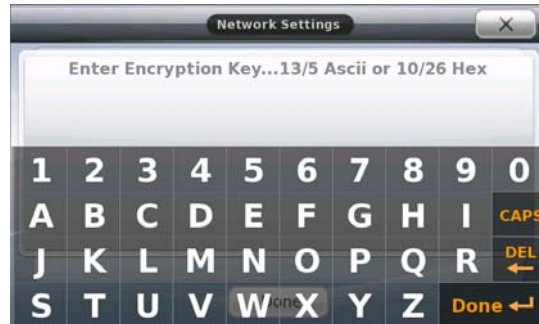 Network Settings X
Enter Encryption Key...13/5 Ascii or 10/26 Hex
1 2 3 4 5 6 7 8 9 0
A B C D E F G H I CAPS
J K L M N O P Q R DEL
S T U V W X Y Z Done